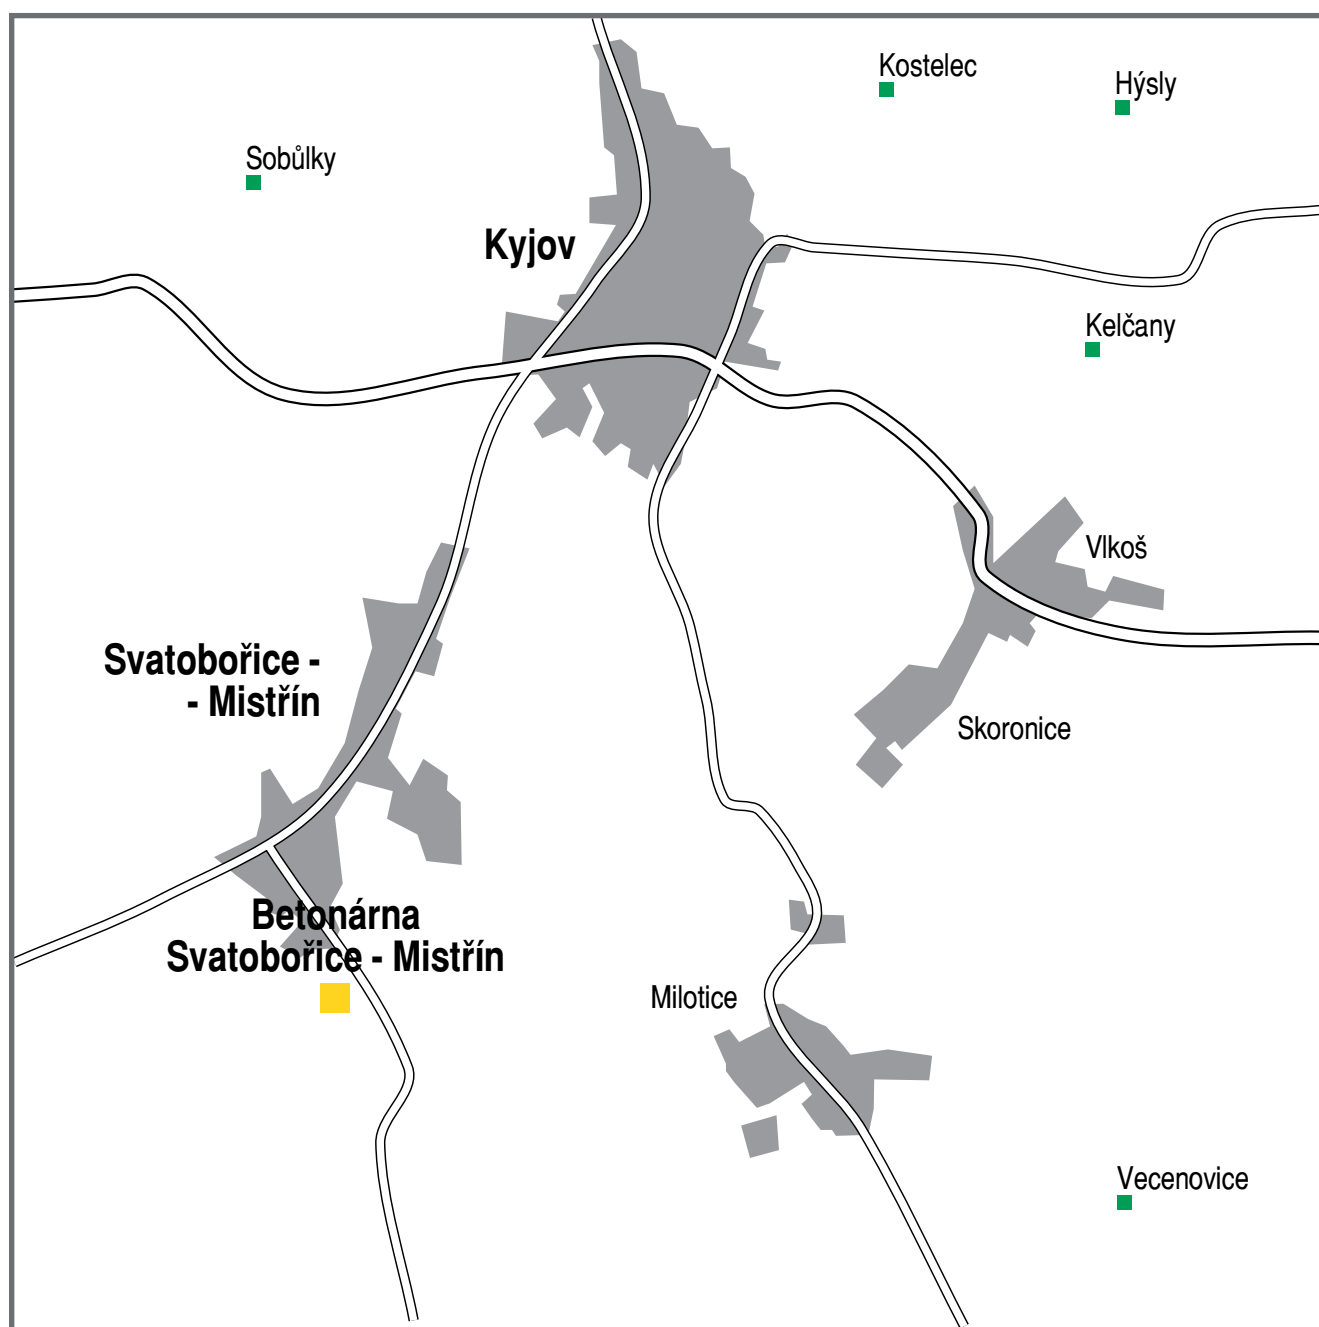 Kostelec
Hýsly
Sobůlky
Kyjov
Kelčany
Vlkoš
Svatobořice -
- Mistřín
Skoronice
Betonárna
Svatobořice - Mistřín
Milotice
Vecenovice